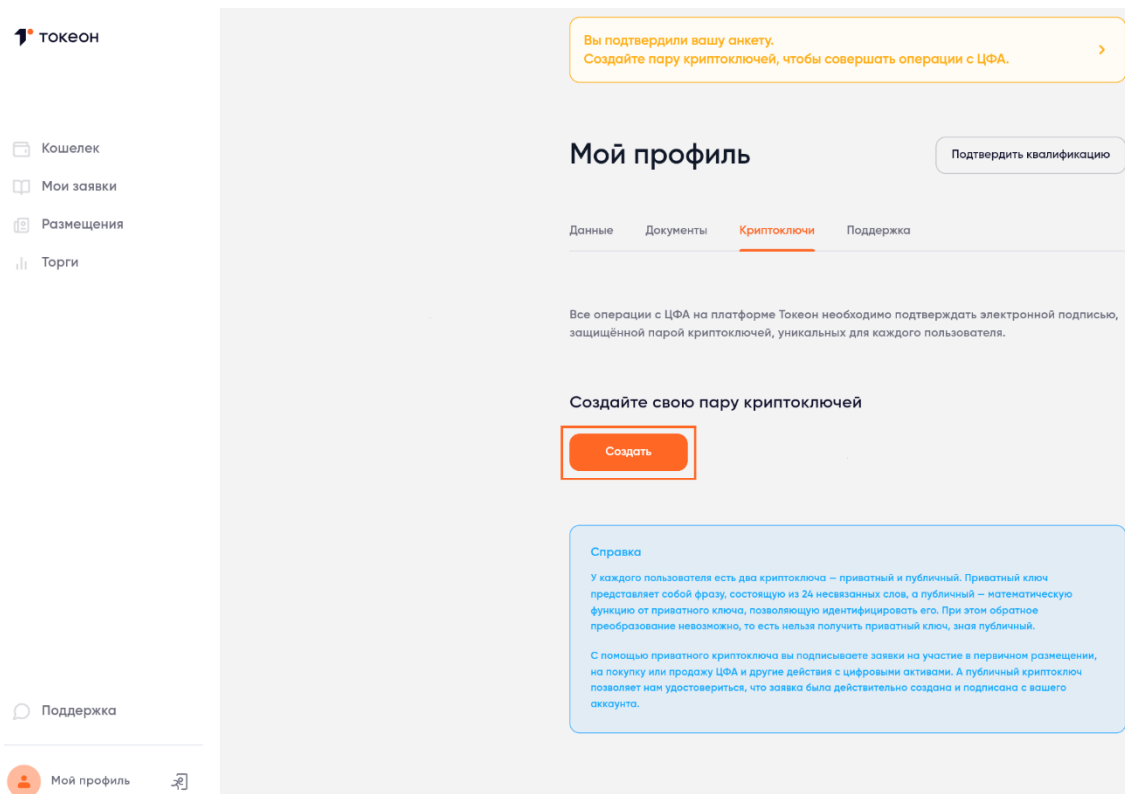 токеон
Кошелек
Мои заявки
Размещения
Торги
Поддержка
Мой профиль
Вы подтвердили вашу анкету.
Создайте пару криптоключей, чтобы совершать операции с ЦФА.
Мой профиль
Подтвердить квалификацию
Данные Документы Криптоключи Поддержка
Все операции с ЦФА на платформе Токеон необходимо подтверждать электронной подписью,
защищённой парой криптоключей, уникальных для каждого пользователя.
Создайте свою пару криптоключей
Создать
Справка
У каждого пользователя есть два криптоключа — приватный и публичный. Приватный ключ
представляет собой фразу, состоящую из 24 несвязанных слов, а публичный — математическую
функцию от приватного ключа, позволяющую идентифицировать его. При этом обратное
преобразование невозможно, то есть нельзя получить приватный ключ, зная публичный.
С помощью приватного криптоключа вы подписываете заявки на участие в первичном размещении,
на покупку или продажу ЦФА и другие действия с цифровыми активами. А публичный криптоключ
позволяет нам удостовериться, что заявка была действительно создана и подписана с вашего
аккаунта.